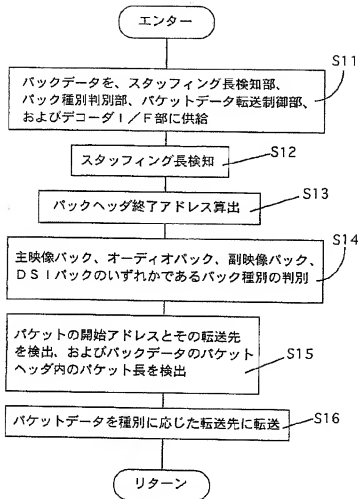 エンター
S11
パックデータを、スタッフィング長検知部、
パック種別判別部、パケットデータ転送制御部、
およびデコーダI/F部に供給
スタッフィング長検知
S12
パックヘッダ終了アドレス算出
S13
主映像パック、オーディオパック、副映像パック、
DSIパックのいずれかであるパック種別の判別
S14
パケットの開始アドレスとその転送先
を検出、およびパックデータのパケット
ヘッダ内のパケット長を検出
S15
パケットデータを種別に応じた転送先に転送
S16
リターン